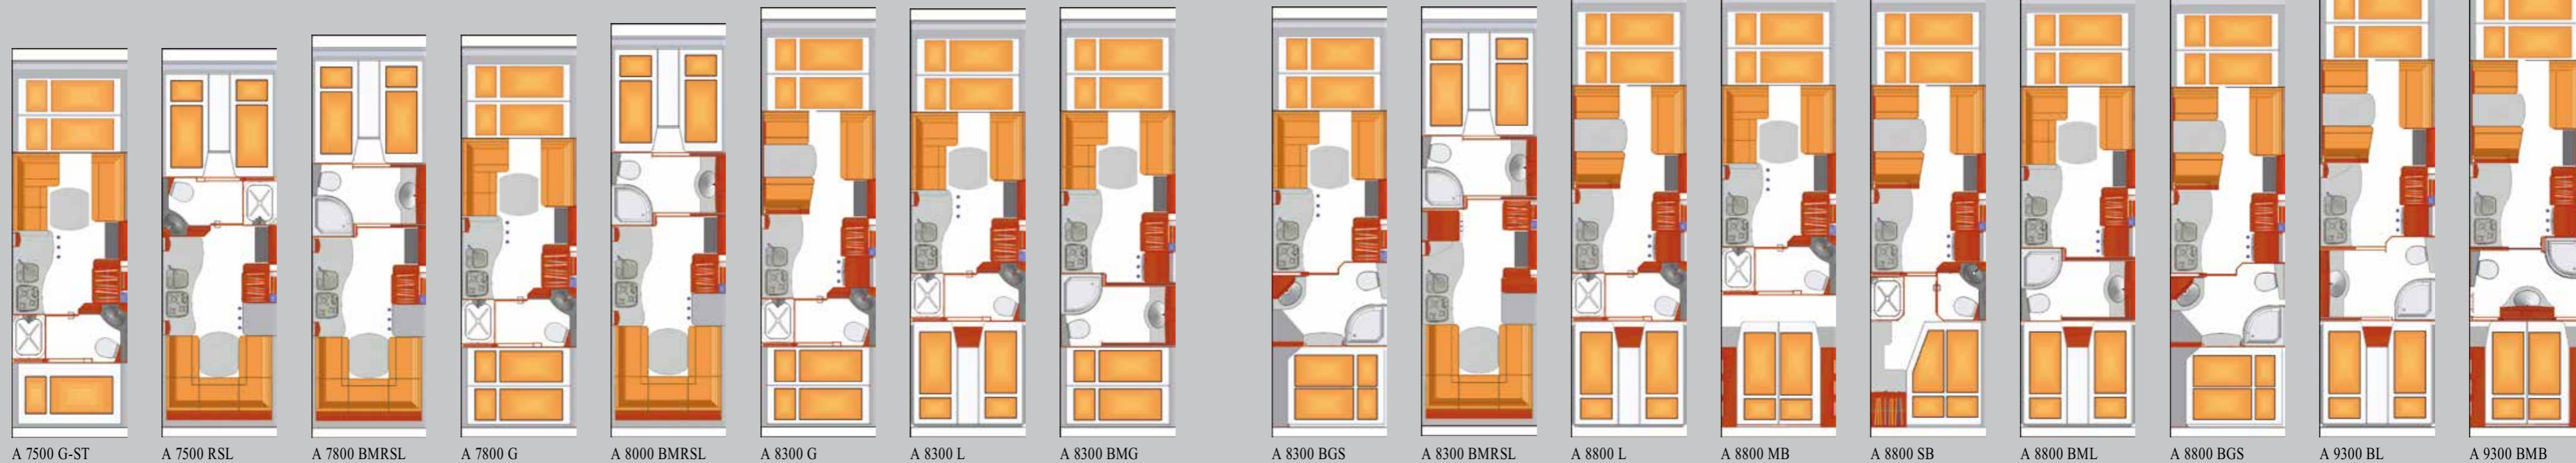 A 7500 G-ST
A 7500 RSL
A 7800 BMRSL
A 7800 G
A 8000 BMRSL
A 8300 G
A 8300 L
A 8300 BMG
A 8300 BGS
A 8300 BMRSL
A 8800 L
A 8800 MB
A 8800 SB
A 8800 BML
A 8800 BGS
A 9300 BL
A 9300 BMB